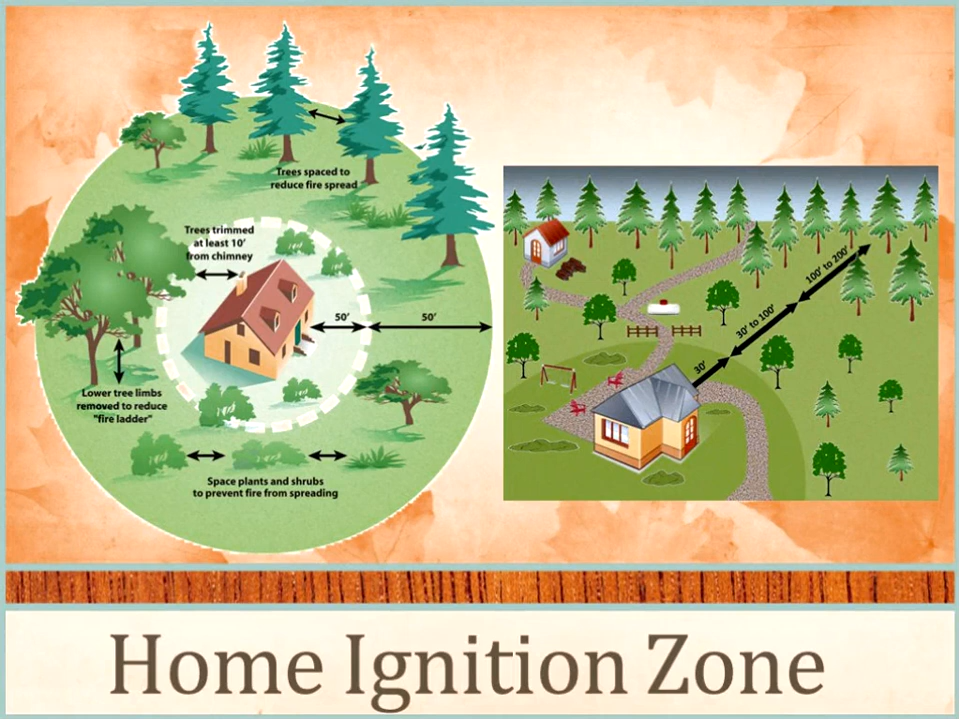 Trees spaced to
reduce fire spread
Trees trimmed
at least 10'
from chimney
50'
50'
Lower tree limbs
removed to reduce
"fire ladder"
Space plants and shrubs
to prevent fire from spreading
100' to 200'
30' to 100'
30'
Home Ignition Zone